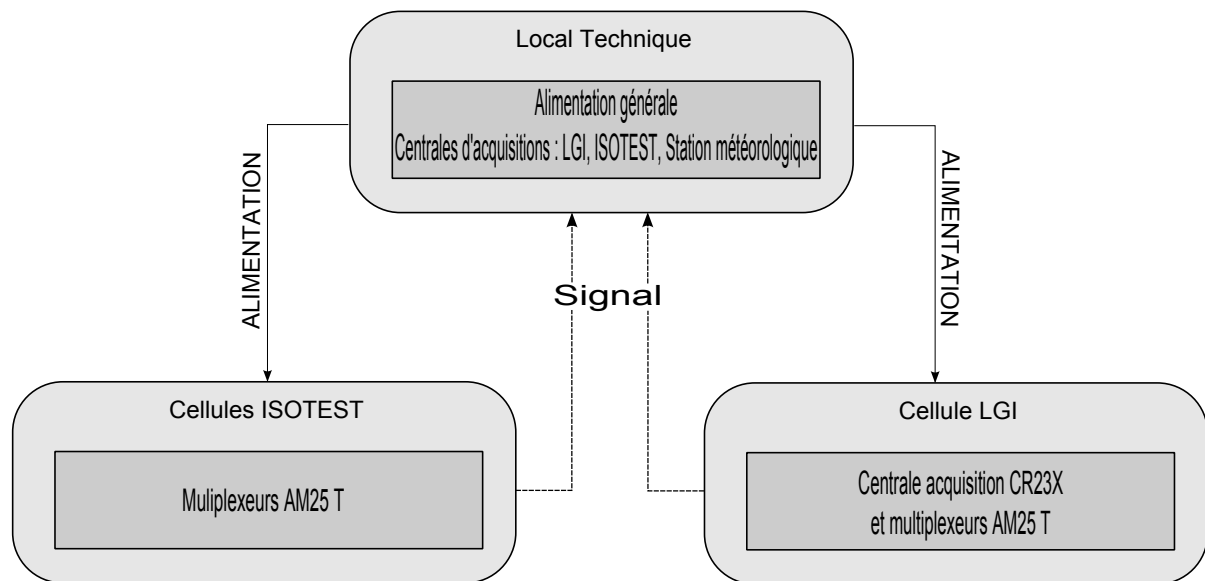 Local Technique
Alimentation générale
Centrales d'acquisitions : LGI, ISOTEST, Station météorologique
ALIMENTATION
ALIMENTATION
Signal
Cellules ISOTEST
Muliplexeurs AM25 T
Cellule LGI
Centrale acquisition CR23X
et multiplexeurs AM25 T